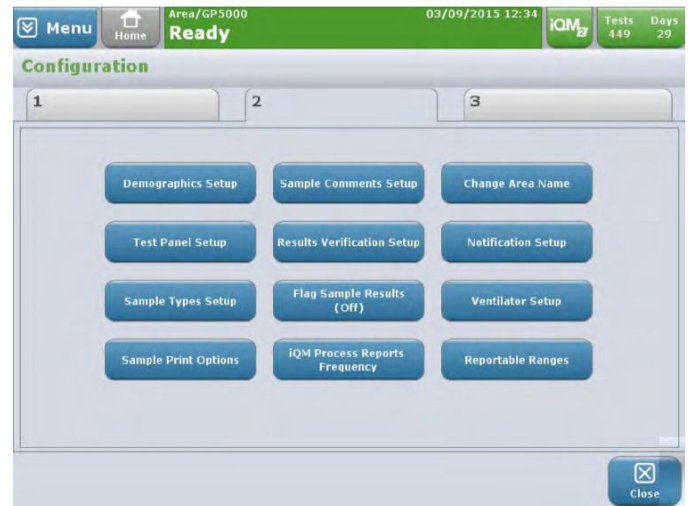 Menu
Home
Area/GP5000
Ready
03/09/2015 12:34
iQM2
Tests Days
449 29
Configuration
1 2 3
Demographics Setup
Sample Comments Setup
Change Area Name
Test Panel Setup
Results Verification Setup
Notification Setup
Sample Types Setup
Flag Sample Results
(Off)
Ventilator Setup
Sample Print Options
iQM Process Reports
Frequency
Reportable Ranges
Close